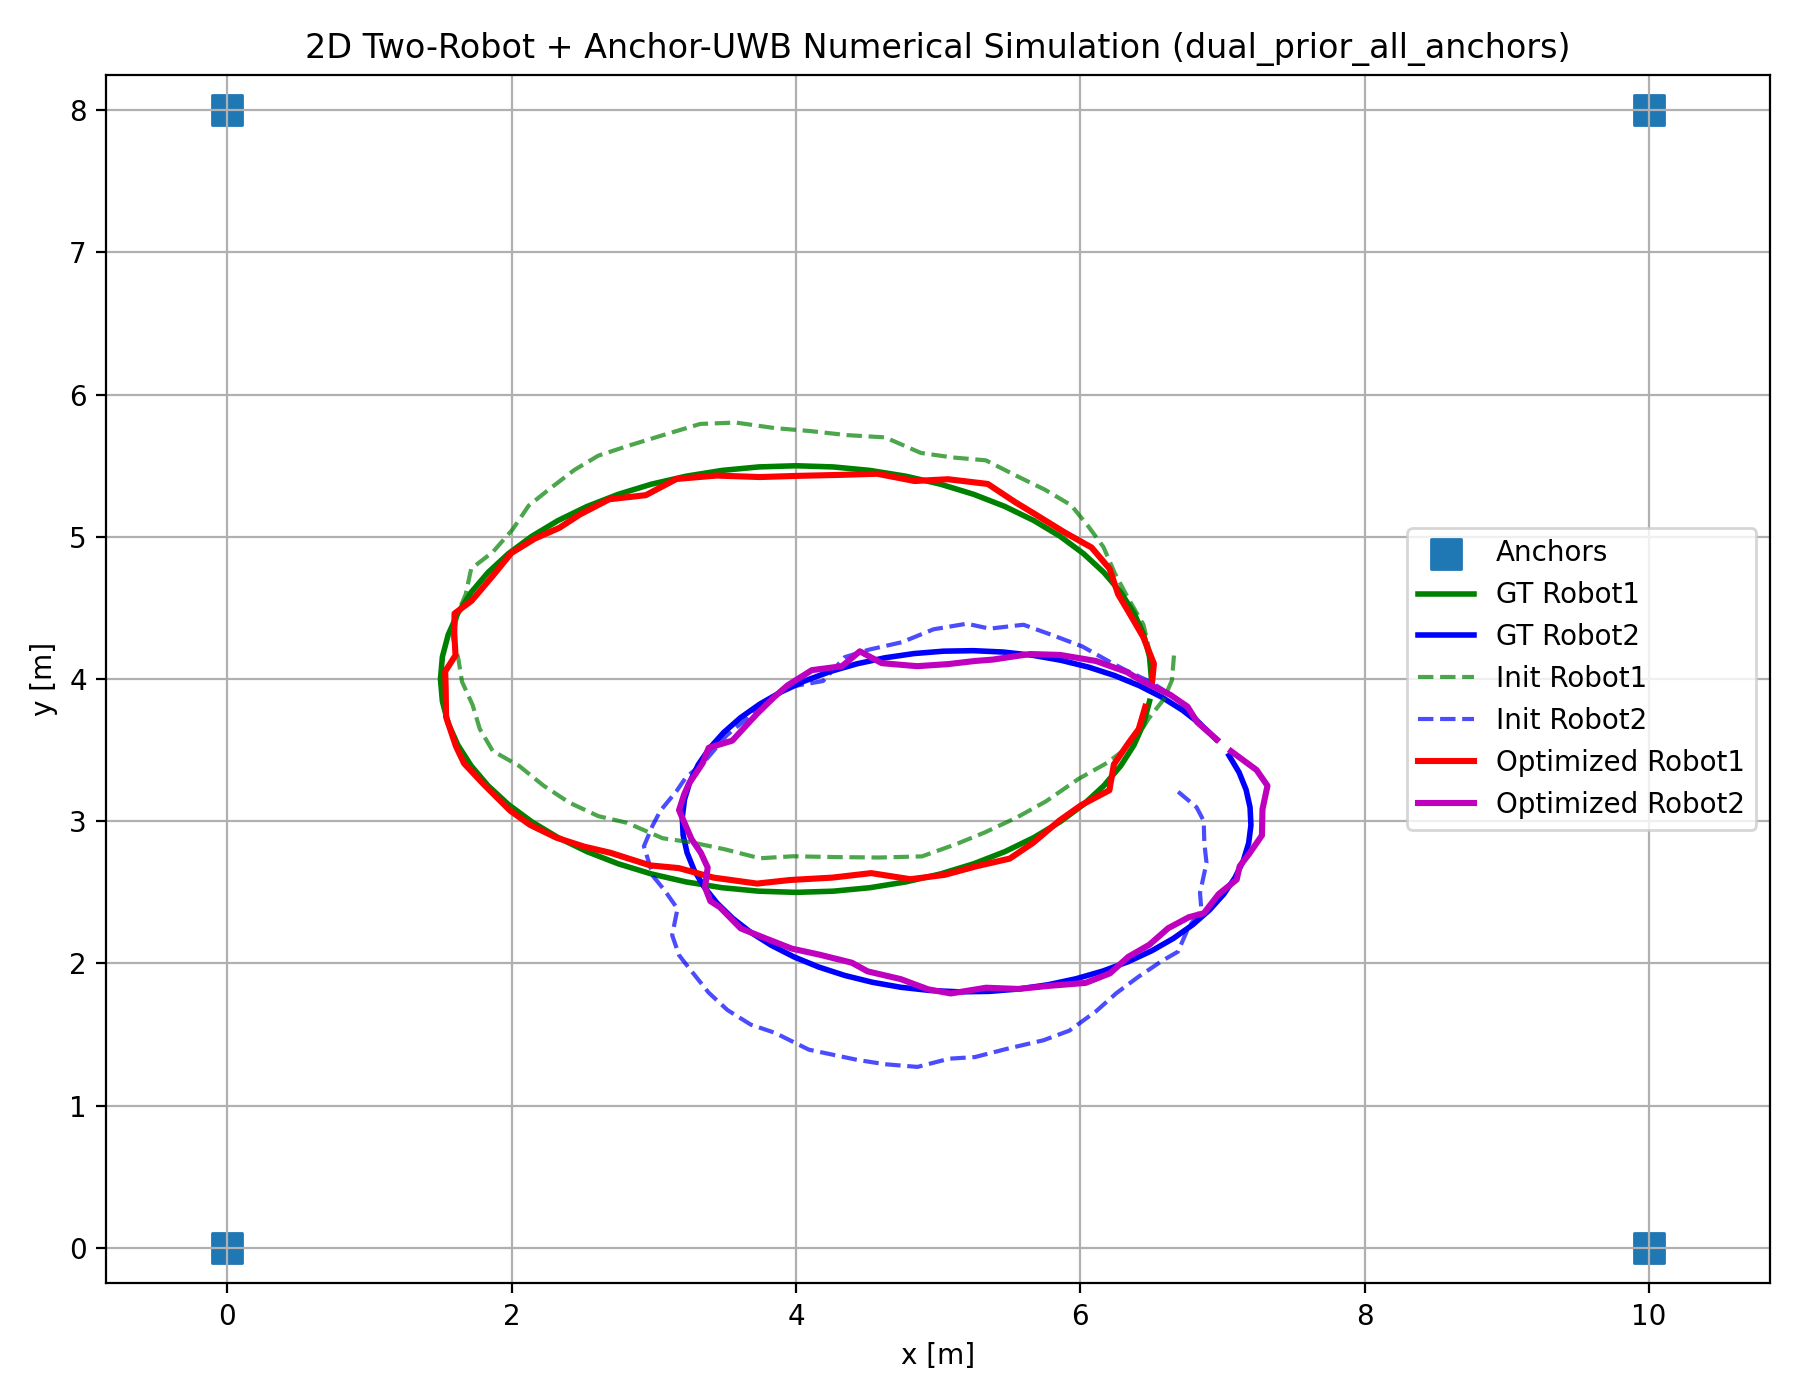 2D Two-Robot + Anchor-UWB Numerical Simulation (dual_prior_all_anchors)
8
7
6
5
4
3
2
1
0
y [m]
Anchors
GT Robot1
GT Robot2
Init Robot1
Init Robot2
Optimized Robot1
Optimized Robot2
0 2 4 6 8 10
x [m]